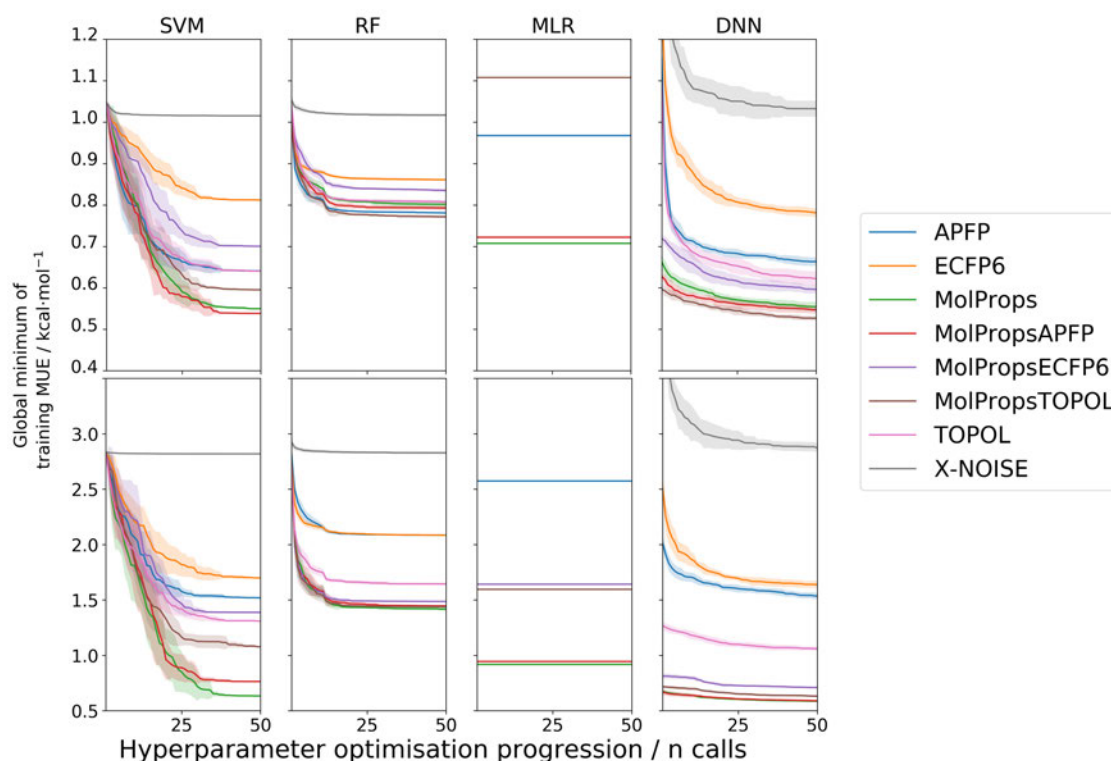 SVM RF MLR DNN
1.2
1.1
1.0
0.9
0.8
0.7
0.6
0.5
0.4
3.0
2.5
2.0
1.5
1.0
0.5
Global minimum of
training MUE / kcal·mol⁻¹
25 50 25 50 25 50 25 50
Hyperparameter optimisation progression / n calls
APFP
ECFP6
MolProps
MolPropsAPFP
MolPropsECFP6
MolPropsTOPOL
TOPOL
X-NOISE